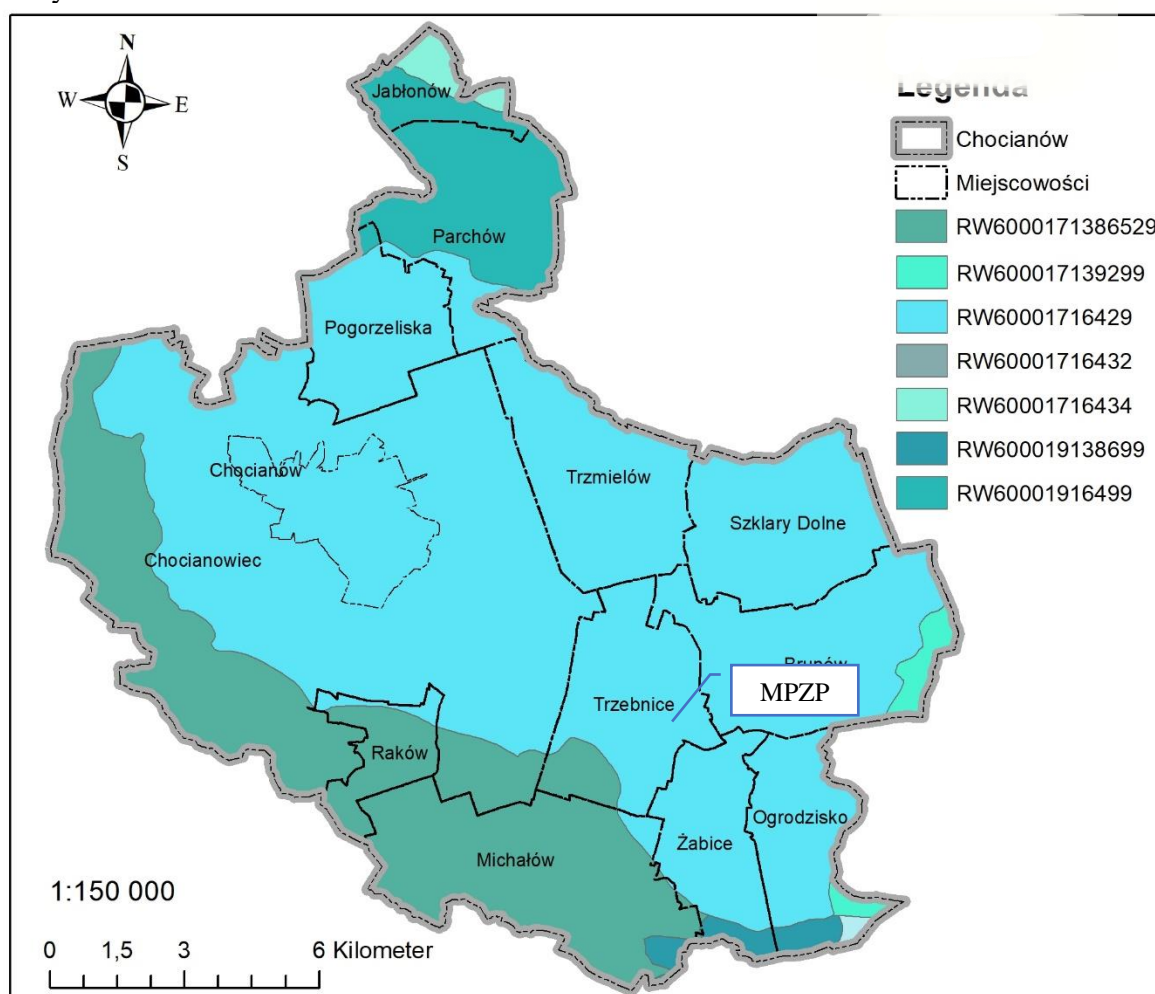 N
W E
S
Legenda
Chocianów
Miejscowości
RW6000171386529
RW600017139299
RW60001716429
RW60001716432
RW60001716434
RW600019138699
RW60001916499
Jabłonów
Parchów
Pogorzeliska
Chocianów
Trzmielów
Szklary Dolne
Chocianowiec
Brunów
Trzebnice
MPZP
Raków
Ogrodzisko
Żabice
Michałów
1:150 000
0 1,5 3 6 Kilometer